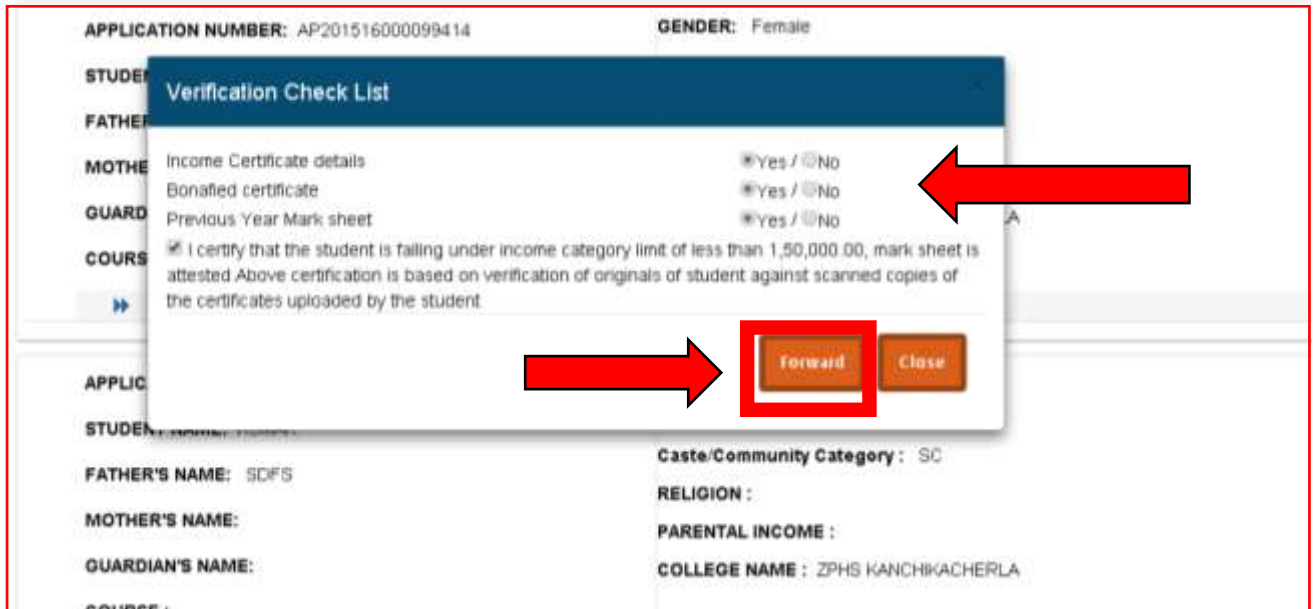 APPLICATION NUMBER: AP201516000099414 GENDER: Female
STUDE
FATHE
MOTHE
GUARD A
COURS
Verification Check List
Income Certificate details Yes / No
Bonafied certificate Yes / No
Previous Year Mark sheet Yes / No
I certify that the student is falling under income category limit of less than 1,50,000.00, mark sheet is
attested.Above certification is based on verification of originals of student against scanned copies of
the certificates uploaded by the student
Forward Close
APPLIC
STUDENT NAME:
Caste/Community Category : SC
FATHER'S NAME: SDFS
RELIGION :
MOTHER'S NAME:
PARENTAL INCOME :
GUARDIAN'S NAME:
COLLEGE NAME : ZPHS KANCHIKACHERLA
COURSE :